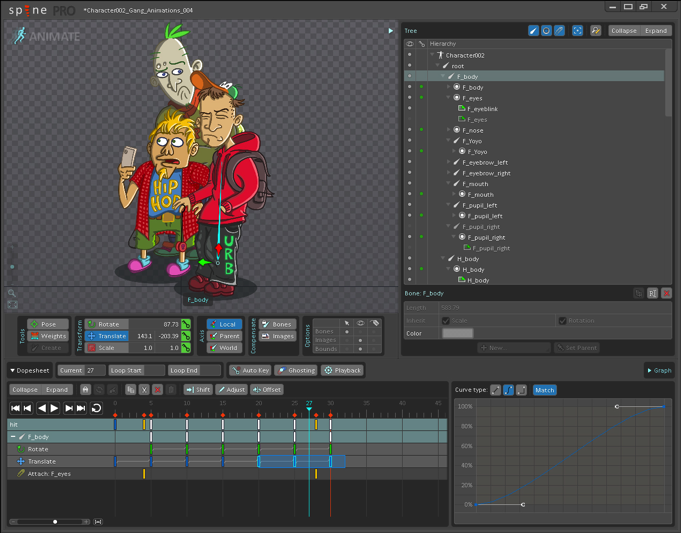 spine PRO
*Character002_Gang_Animations_004
ANIMATE
HIP
HOP
URB
F_body
Tools
Pose
Weights
Create
Transform
Rotate 87.73
Translate 143.1 -203.39
Scale 1.0 1.0
Axis
Local
Parent
World
Compensate
Bones
Images
Options
Bones
Images
Bounds
Tree
Collapse Expand
Hierarchy
Character002
root
F_body
F_body
F_eyes
F_eyeblink
F_eyes
F_nose
F_Yoyo
F_Yoyo
F_eyebrow_left
F_eyebrow_right
F_mouth
F_mouth
F_pupil_left
F_pupil_left
F_pupil_right
F_pupil_right
F_pupil_right
H_body
H_body
H_body
Bone: F_body
Length
Inherit Scale Rotation
Color
New Set Parent
Dopesheet
Current 27 Loop Start Loop End
Auto Key Ghosting Playback
Graph
Collapse Expand
Shift Adjust Offset
0 5 10 15 20 25 27 30 35 40 45
hit
F_body
Rotate
Translate
Attach: F_eyes
Curve type: Match
100%
80%
60%
40%
20%
0%